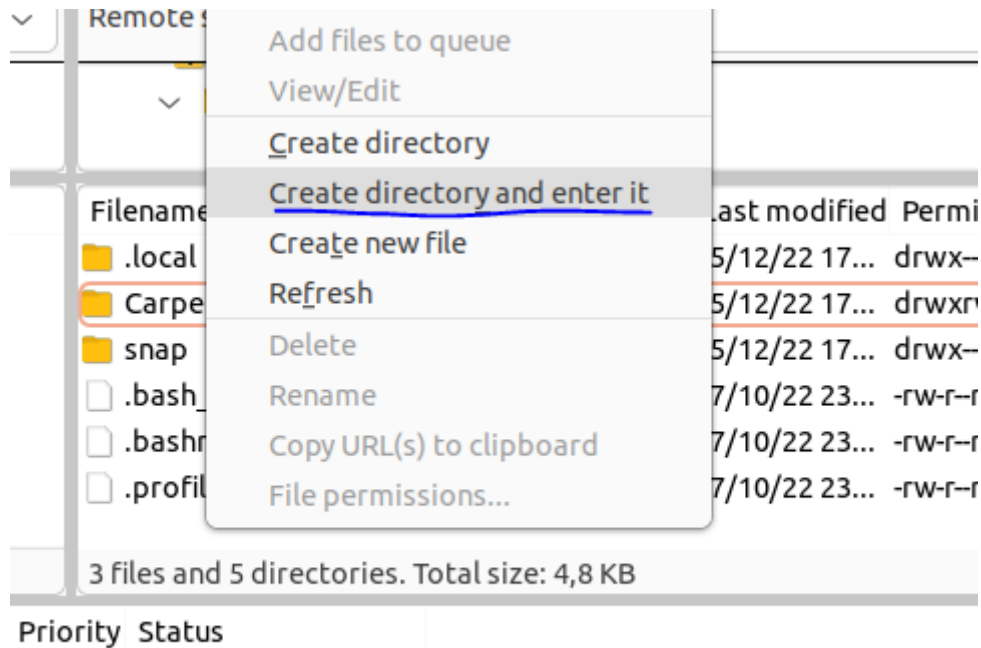 Remote
Add files to queue
View/Edit
Create directory
Create directory and enter it
Create new file
Refresh
Delete
Rename
Copy URL(s) to clipboard
File permissions...
Filename Last modified Permi
.local 5/12/22 17... drwx--
Carpe 5/12/22 17... drwxr
snap 5/12/22 17... drwx--
.bash_ 7/10/22 23... -rw-r--r
.bashr 7/10/22 23... -rw-r--r
.profil 7/10/22 23... -rw-r--r
3 files and 5 directories. Total size: 4,8 KB
Priority Status